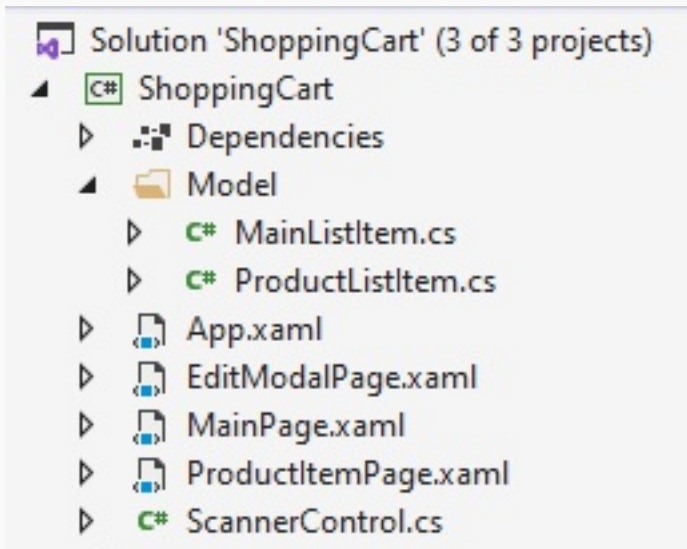 Solution 'ShoppingCart' (3 of 3 projects)
C# ShoppingCart
Dependencies
Model
C# MainListItem.cs
C# ProductListItem.cs
App.xaml
EditModalPage.xaml
MainPage.xaml
ProductItemPage.xaml
C# ScannerControl.cs